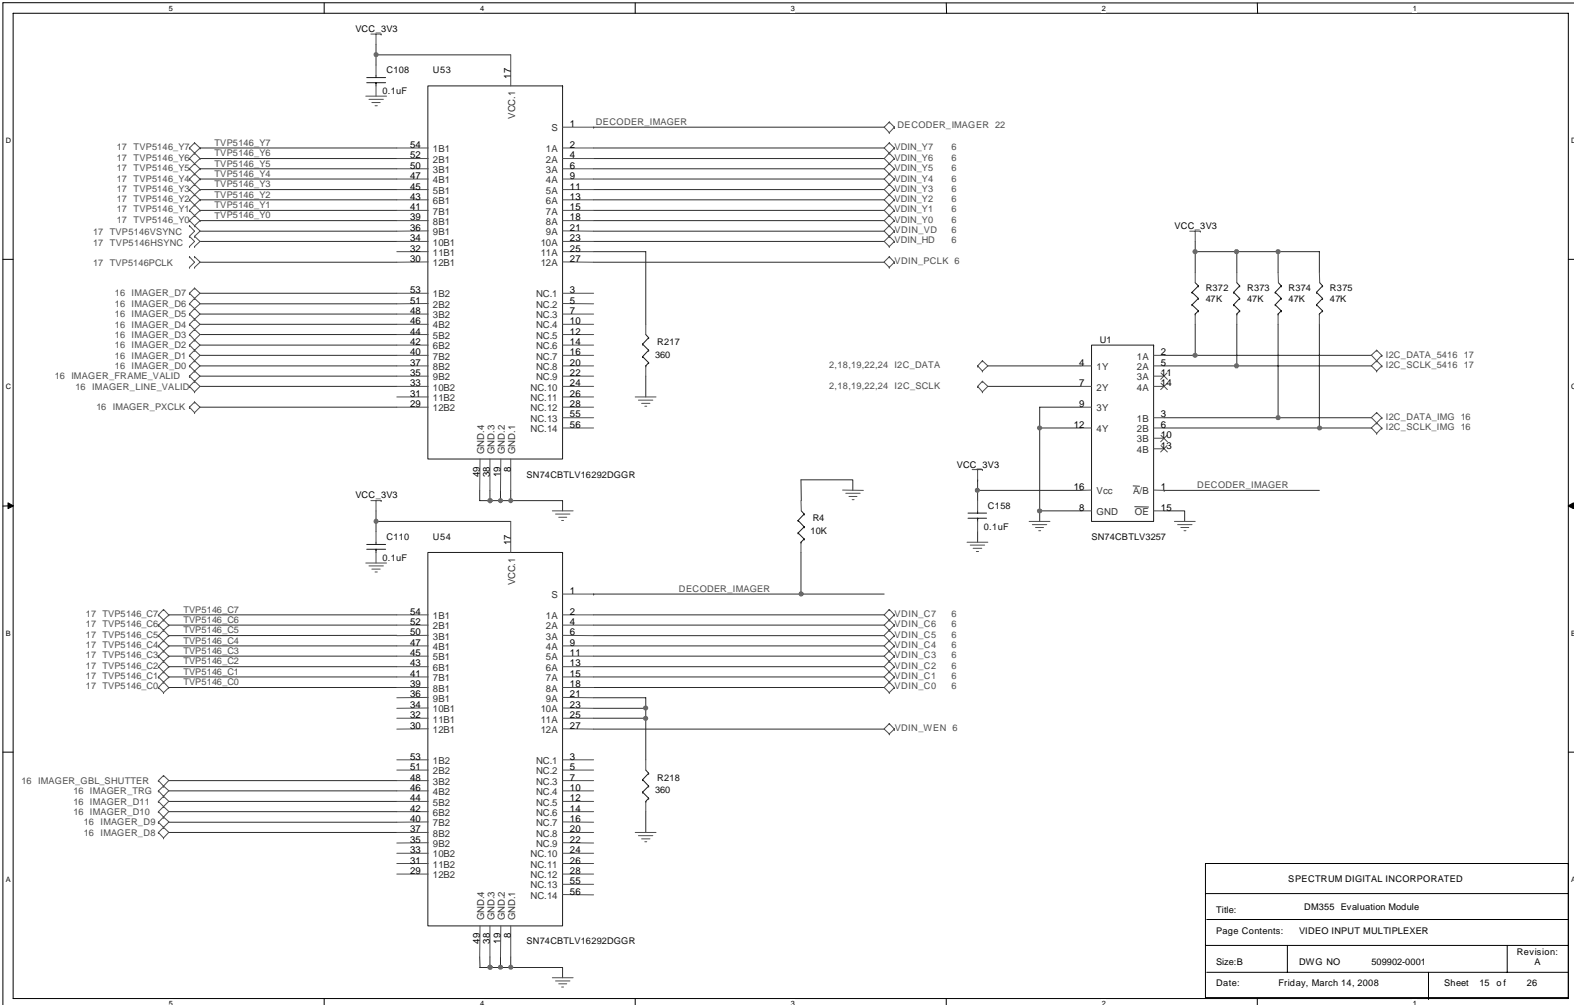 5 4 3 2 1
D D
C C
B B
A A
5 4 3 2 1
VCC_3V3
C108
0.1uF
U53
17
VCC.1
S 1 DECODER_IMAGER DECODER_IMAGER 22
17 TVP5146_Y7 TVP5146_Y7 54 1B1 1A 2 VDIN_Y7 6
17 TVP5146_Y6 TVP5146_Y6 52 2B1 2A 4 VDIN_Y6 6
17 TVP5146_Y5 TVP5146_Y5 50 3B1 3A 6 VDIN_Y5 6
17 TVP5146_Y4 TVP5146_Y4 47 4B1 4A 9 VDIN_Y4 6
17 TVP5146_Y3 TVP5146_Y3 45 5B1 5A 11 VDIN_Y3 6
17 TVP5146_Y2 TVP5146_Y2 43 6B1 6A 13 VDIN_Y2 6
17 TVP5146_Y1 TVP5146_Y1 41 7B1 7A 15 VDIN_Y1 6
17 TVP5146_Y0 TVP5146_Y0 39 8B1 8A 18 VDIN_Y0 6
17 TVP5146VSYNC 36 9B1 9A 21 VDIN_VD 6
17 TVP5146HSYNC 34 10B1 10A 23 VDIN_HD 6
32 11B1 11A 25
17 TVP5146PCLK 30 12B1 12A 27 VDIN_PCLK 6
16 IMAGER_D7 53 1B2 NC.1 3
16 IMAGER_D6 51 2B2 NC.2 5
16 IMAGER_D5 48 3B2 NC.3 7
16 IMAGER_D4 46 4B2 NC.4 10
16 IMAGER_D3 44 5B2 NC.5 12
16 IMAGER_D2 42 6B2 NC.6 14
16 IMAGER_D1 40 7B2 NC.7 16
16 IMAGER_D0 37 8B2 NC.8 20
16 IMAGER_FRAME_VALID 35 9B2 NC.9 22
16 IMAGER_LINE_VALID 33 10B2 NC.10 24
31 11B2 NC.11 26
16 IMAGER_PXCLK 29 12B2 NC.12 28
NC.13 55
NC.14 56
R217
360
GND.4 GND.3 GND.2 GND.1
49 38 19 8
SN74CBTLV16292DGGR
VCC_3V3
R372 47K
R373 47K
R374 47K
R375 47K
U1
2,18,19,22,24 I2C_DATA 4 1Y 1A 2 I2C_DATA_5416 17
2A 5 I2C_SCLK_5416 17
3A 11
2,18,19,22,24 I2C_SCLK 7 2Y 4A 14
9 3Y
1B 3 I2C_DATA_IMG 16
12 4Y 2B 6 I2C_SCLK_IMG 16
3B 10
4B 13
VCC_3V3
16 Vcc A/B 1 DECODER_IMAGER
8 GND OE 15
C158
0.1uF
SN74CBTLV3257
R4
10K
VCC_3V3
C110
0.1uF
U54
17
VCC.1
S 1 DECODER_IMAGER
17 TVP5146_C7 TVP5146_C7 54 1B1 1A 2 VDIN_C7 6
17 TVP5146_C6 TVP5146_C6 52 2B1 2A 4 VDIN_C6 6
17 TVP5146_C5 TVP5146_C5 50 3B1 3A 6 VDIN_C5 6
17 TVP5146_C4 TVP5146_C4 47 4B1 4A 9 VDIN_C4 6
17 TVP5146_C3 TVP5146_C3 45 5B1 5A 11 VDIN_C3 6
17 TVP5146_C2 TVP5146_C2 43 6B1 6A 13 VDIN_C2 6
17 TVP5146_C1 TVP5146_C1 41 7B1 7A 15 VDIN_C1 6
17 TVP5146_C0 TVP5146_C0 39 8B1 8A 18 VDIN_C0 6
36 9B1 9A 21
34 10B1 10A 23
32 11B1 11A 25
30 12B1 12A 27 VDIN_WEN 6
53 1B2 NC.1 3
51 2B2 NC.2 5
16 IMAGER_GBL_SHUTTER 48 3B2 NC.3 7
16 IMAGER_TRG 46 4B2 NC.4 10
16 IMAGER_D11 44 5B2 NC.5 12
16 IMAGER_D10 42 6B2 NC.6 14
16 IMAGER_D9 40 7B2 NC.7 16
16 IMAGER_D8 37 8B2 NC.8 20
35 9B2 NC.9 22
33 10B2 NC.10 24
31 11B2 NC.11 26
29 12B2 NC.12 28
NC.13 55
NC.14 56
R218
360
GND.4 GND.3 GND.2 GND.1
49 38 19 8
SN74CBTLV16292DGGR
SPECTRUM DIGITAL INCORPORATED
Title: DM355 Evaluation Module
Page Contents: VIDEO INPUT MULTIPLEXER
Size:B DWG NO 509902-0001 Revision: A
Date: Friday, March 14, 2008 Sheet 15 of 26